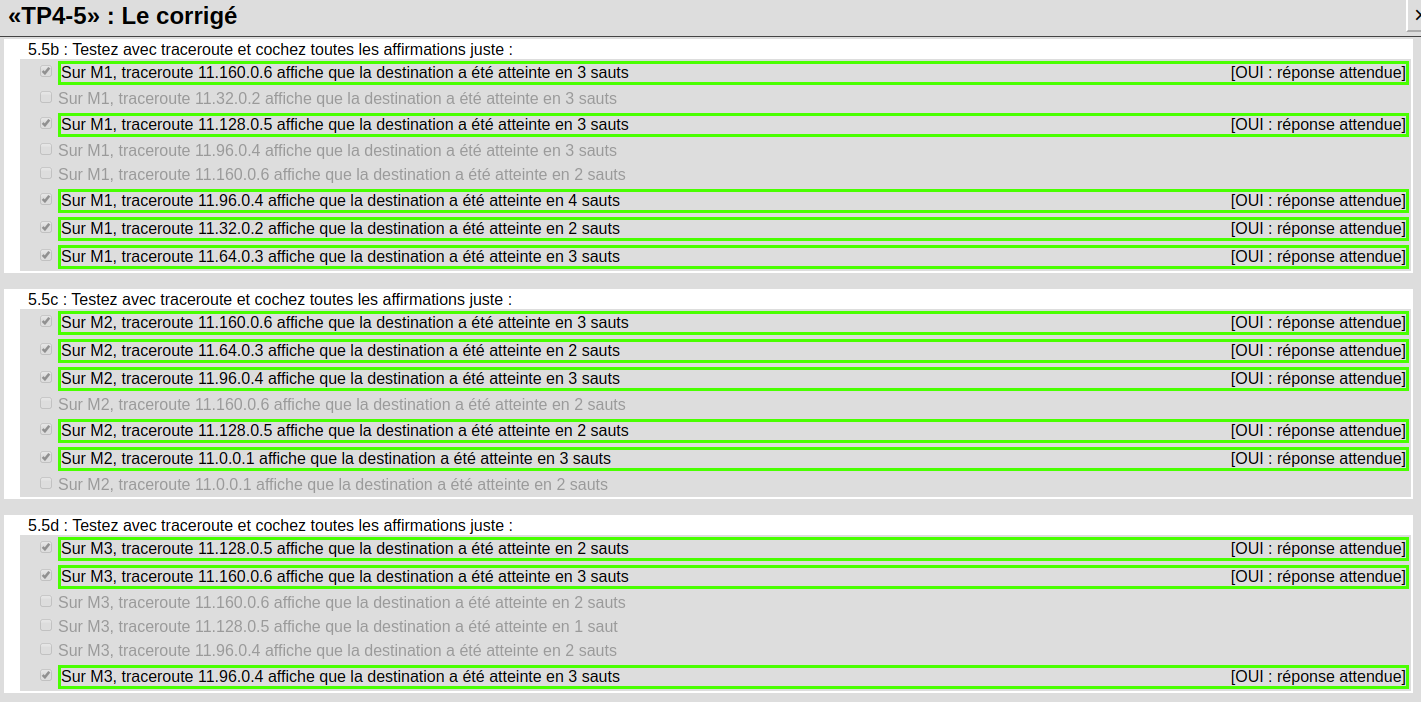 «TP4-5» : Le corrigé
5.5b : Testez avec traceroute et cochez toutes les affirmations juste :
Sur M1, traceroute 11.160.0.6 affiche que la destination a été atteinte en 3 sauts [OUI : réponse attendue]
Sur M1, traceroute 11.32.0.2 affiche que la destination a été atteinte en 3 sauts
Sur M1, traceroute 11.128.0.5 affiche que la destination a été atteinte en 3 sauts [OUI : réponse attendue]
Sur M1, traceroute 11.96.0.4 affiche que la destination a été atteinte en 3 sauts
Sur M1, traceroute 11.160.0.6 affiche que la destination a été atteinte en 2 sauts
Sur M1, traceroute 11.96.0.4 affiche que la destination a été atteinte en 4 sauts [OUI : réponse attendue]
Sur M1, traceroute 11.32.0.2 affiche que la destination a été atteinte en 2 sauts [OUI : réponse attendue]
Sur M1, traceroute 11.64.0.3 affiche que la destination a été atteinte en 3 sauts [OUI : réponse attendue]
5.5c : Testez avec traceroute et cochez toutes les affirmations juste :
Sur M2, traceroute 11.160.0.6 affiche que la destination a été atteinte en 3 sauts [OUI : réponse attendue]
Sur M2, traceroute 11.64.0.3 affiche que la destination a été atteinte en 2 sauts [OUI : réponse attendue]
Sur M2, traceroute 11.96.0.4 affiche que la destination a été atteinte en 3 sauts [OUI : réponse attendue]
Sur M2, traceroute 11.160.0.6 affiche que la destination a été atteinte en 2 sauts
Sur M2, traceroute 11.128.0.5 affiche que la destination a été atteinte en 2 sauts [OUI : réponse attendue]
Sur M2, traceroute 11.0.0.1 affiche que la destination a été atteinte en 3 sauts [OUI : réponse attendue]
Sur M2, traceroute 11.0.0.1 affiche que la destination a été atteinte en 2 sauts
5.5d : Testez avec traceroute et cochez toutes les affirmations juste :
Sur M3, traceroute 11.128.0.5 affiche que la destination a été atteinte en 2 sauts [OUI : réponse attendue]
Sur M3, traceroute 11.160.0.6 affiche que la destination a été atteinte en 3 sauts [OUI : réponse attendue]
Sur M3, traceroute 11.160.0.6 affiche que la destination a été atteinte en 2 sauts
Sur M3, traceroute 11.128.0.5 affiche que la destination a été atteinte en 1 saut
Sur M3, traceroute 11.96.0.4 affiche que la destination a été atteinte en 2 sauts
Sur M3, traceroute 11.96.0.4 affiche que la destination a été atteinte en 3 sauts [OUI : réponse attendue]